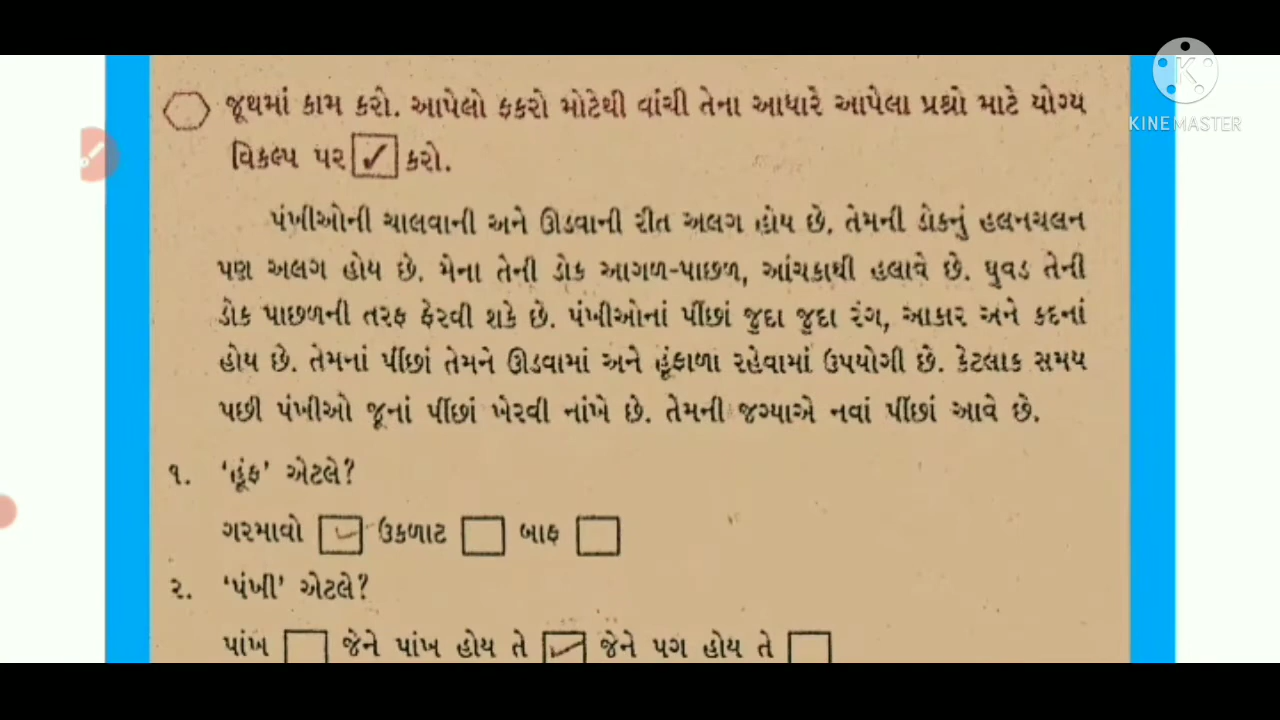 જૂથમાં કામ કરો. આપેલો ફકરો મોટેથી વાંચી તેના આધારે આપેલા પ્રશ્નો માટે યોગ્ય
વિકલ્પ પર ✓ કરો.
પંખીઓની ચાલવાની અને ઊડવાની રીત અલગ હોય છે. તેમની ડોકનું હલનચલન
પણ અલગ હોય છે. મેના તેની ડોક આગળ-પાછળ, આંચકાથી હલાવે છે. ઘુવડ તેની
ડોક પાછળની તરફ ફેરવી શકે છે. પંખીઓનાં પીંછાં જુદા જુદા રંગ, આકાર અને કદનાં
હોય છે. તેમનાં પીંછાં તેમને ઊડવામાં અને હૂંફાળા રહેવામાં ઉપયોગી છે. કેટલાક સમય
પછી પંખીઓ જૂનાં પીંછાં ખેરવી નાંખે છે. તેમની જગ્યાએ નવાં પીંછાં આવે છે.
૧. ‘હૂંફ’ એટલે?
ગરમાવો ✓ ઉકળાટ બાફ
૨. ‘પંખી’ એટલે?
પાંખ જેને પાંખ હોય તે ✓ જેને પગ હોય તે
K
KINEMASTER